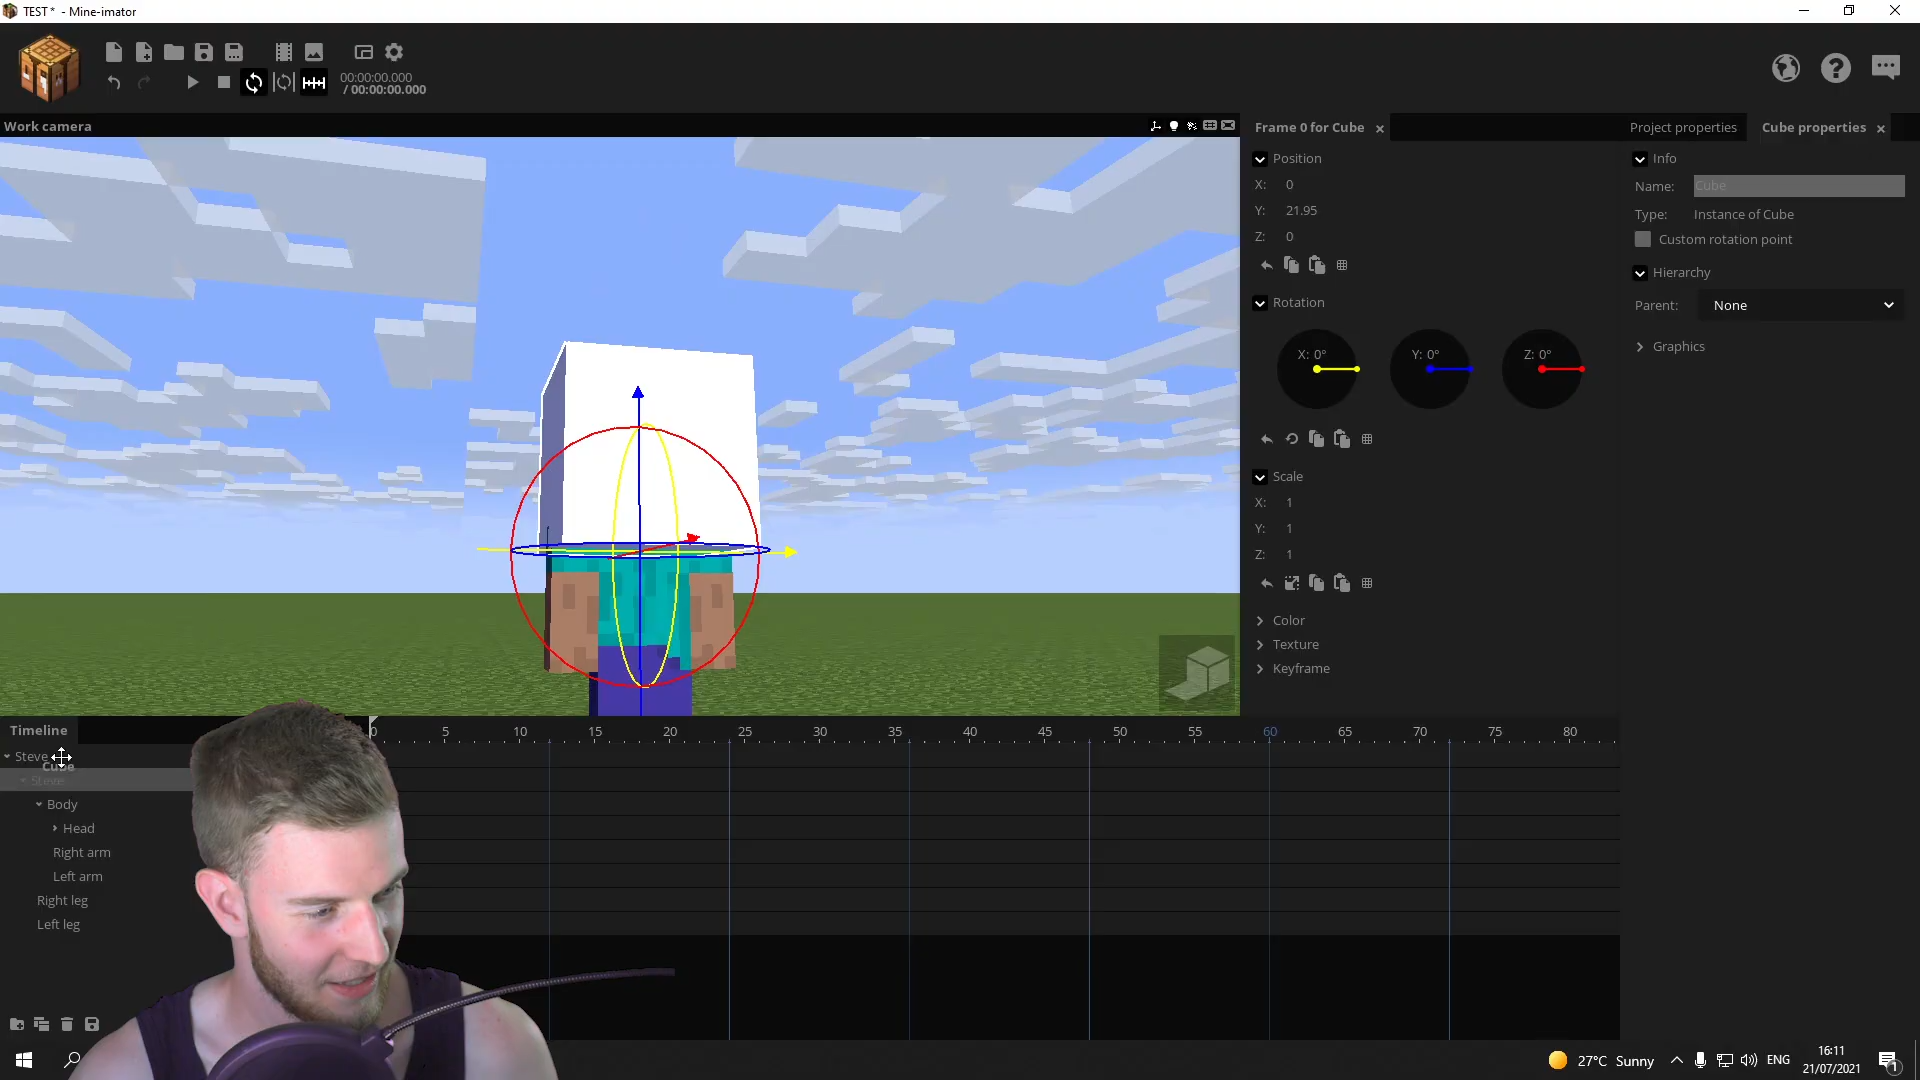 TEST * - Mine-imator
00:00:00.000
/ 00:00:00.000
Work camera
Frame 0 for Cube
Project properties
Cube properties
Position
X: 0
Y: 21.95
Z: 0
Rotation
X: 0°
Y: 0°
Z: 0°
Scale
X: 1
Y: 1
Z: 1
Color
Texture
Keyframe
Info
Name: Cube
Type: Instance of Cube
Custom rotation point
Hierarchy
Parent: None
Graphics
Timeline
0 5 10 15 20 25 30 35 40 45 50 55 60 65 70 75 80
Steve
Cube
Steve
Body
Head
Right arm
Left arm
Right leg
Left leg
27°C Sunny
ENG
16:11
21/07/2021
1